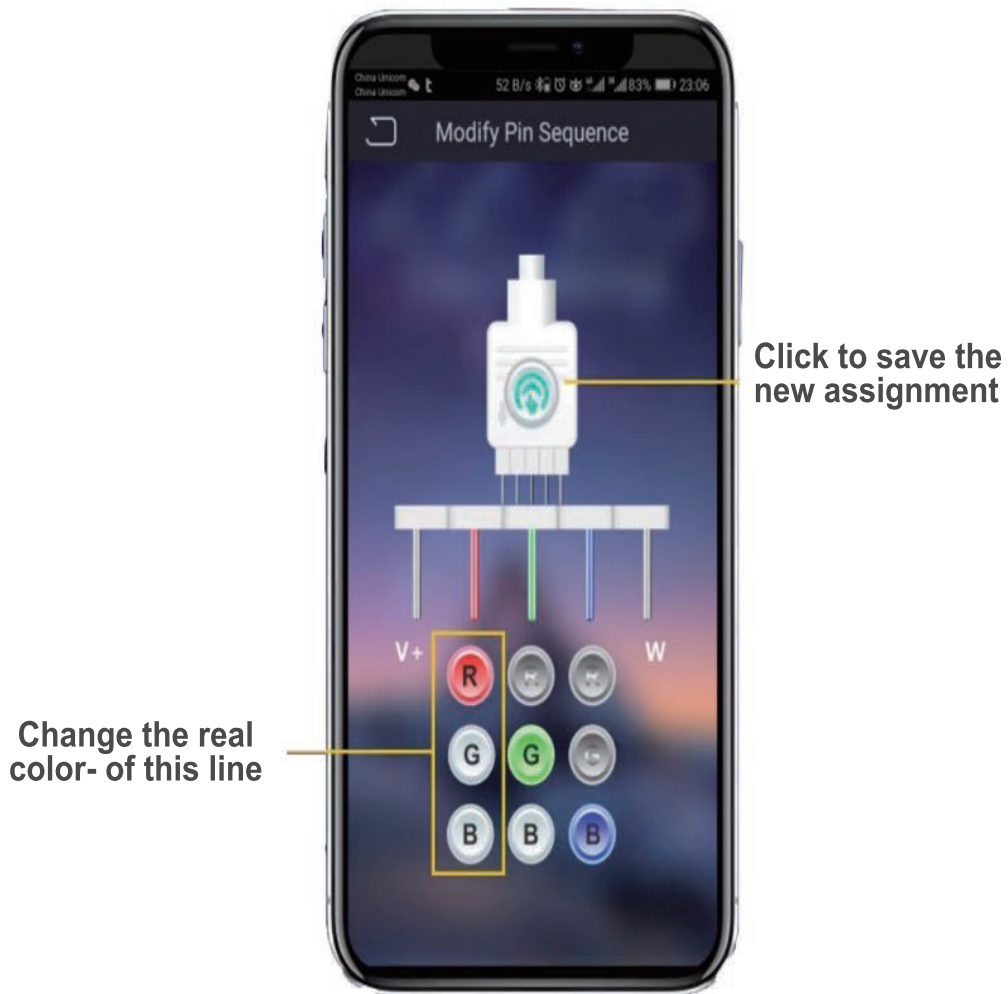 China Unicom
China Unicom
52 B/s 83% 23:06
Modify Pin Sequence
Click to save the
new assignment
V+ W
R R R
Change the real
color- of this line
G G G
B B B